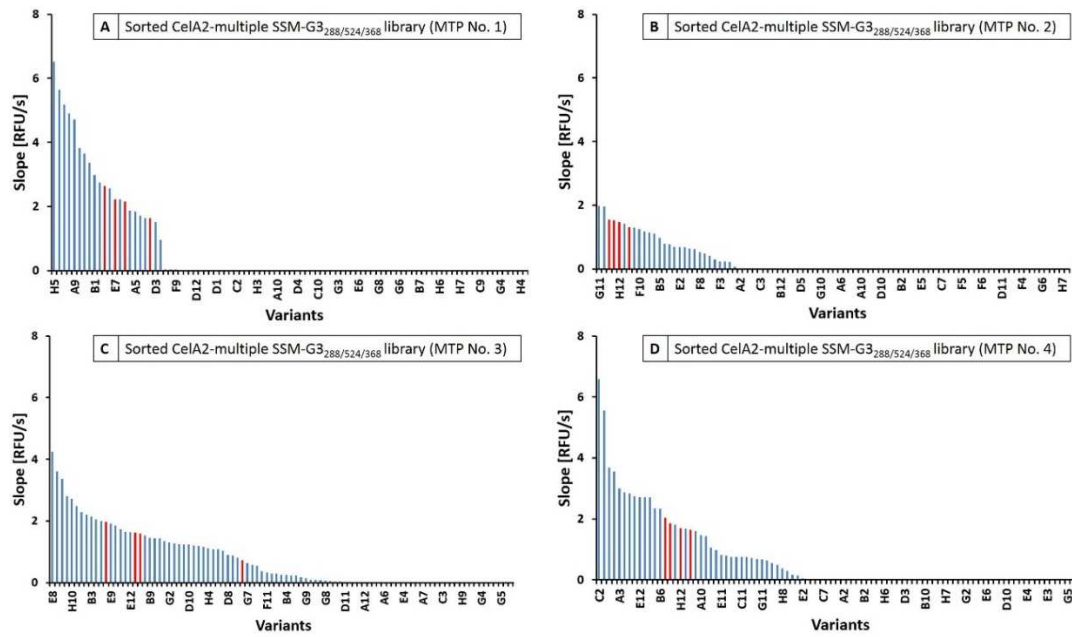 A Sorted CelA2-multiple SSM-G3288/524/368 library (MTP No. 1)
8
6
4
2
0
Slope [RFU/s]
H5 A9 B1 E7 A5 D3 F9 D12 D1 C2 H3 A10 D4 C10 G3 E6 G8 G6 B7 H6 H7 C9 G4 H4
Variants
B Sorted CelA2-multiple SSM-G3288/524/368 library (MTP No. 2)
8
6
4
2
0
Slope [RFU/s]
G11 H12 F10 B5 E2 F8 F3 A2 C3 B12 D5 G10 A6 A10 D10 B2 E5 C7 F5 F6 D11 F4 G6 H7
Variants
C Sorted CelA2-multiple SSM-G3288/524/368 library (MTP No. 3)
8
6
4
2
0
Slope [RFU/s]
E8 H10 B3 E9 E12 B9 G2 D10 H4 D8 G7 F11 B4 G9 G8 D11 A12 A6 E4 A7 C3 H9 G4 G5
Variants
D Sorted CelA2-multiple SSM-G3288/524/368 library (MTP No. 4)
8
6
4
2
0
Slope [RFU/s]
C2 A3 E12 B6 H12 A10 E11 C11 G11 H8 E2 C7 A2 B2 H6 D3 B10 H7 G2 E6 D10 E4 E3 G5
Variants